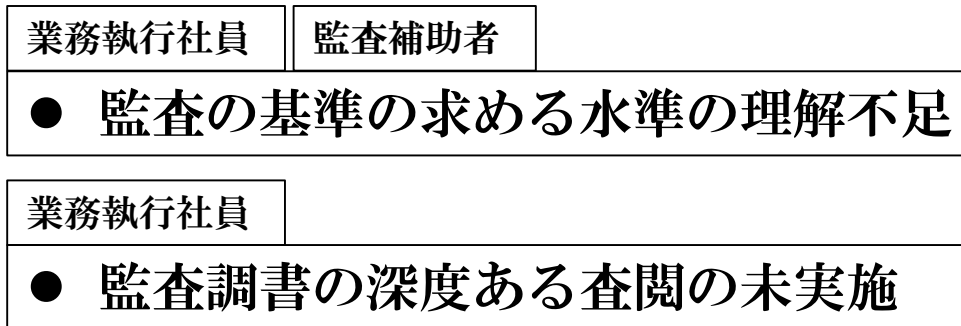 業務執行社員 監査補助者
● 監査の基準の求める水準の理解不足
業務執行社員
● 監査調書の深度ある査閲の未実施